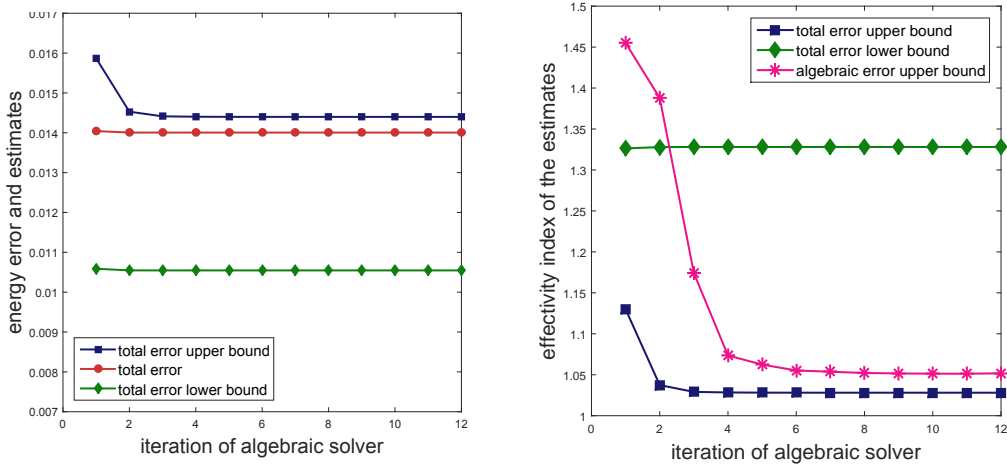 0.017
0.016
0.015
0.014
0.013
0.012
0.011
0.01
0.009
0.008
0.007
0 2 4 6 8 10 12
energy error and estimates
iteration of algebraic solver
total error upper bound
total error
total error lower bound
1.5
1.45
1.4
1.35
1.3
1.25
1.2
1.15
1.1
1.05
1
0 2 4 6 8 10 12
effectivity index of the estimates
iteration of algebraic solver
total error upper bound
total error lower bound
algebraic error upper bound